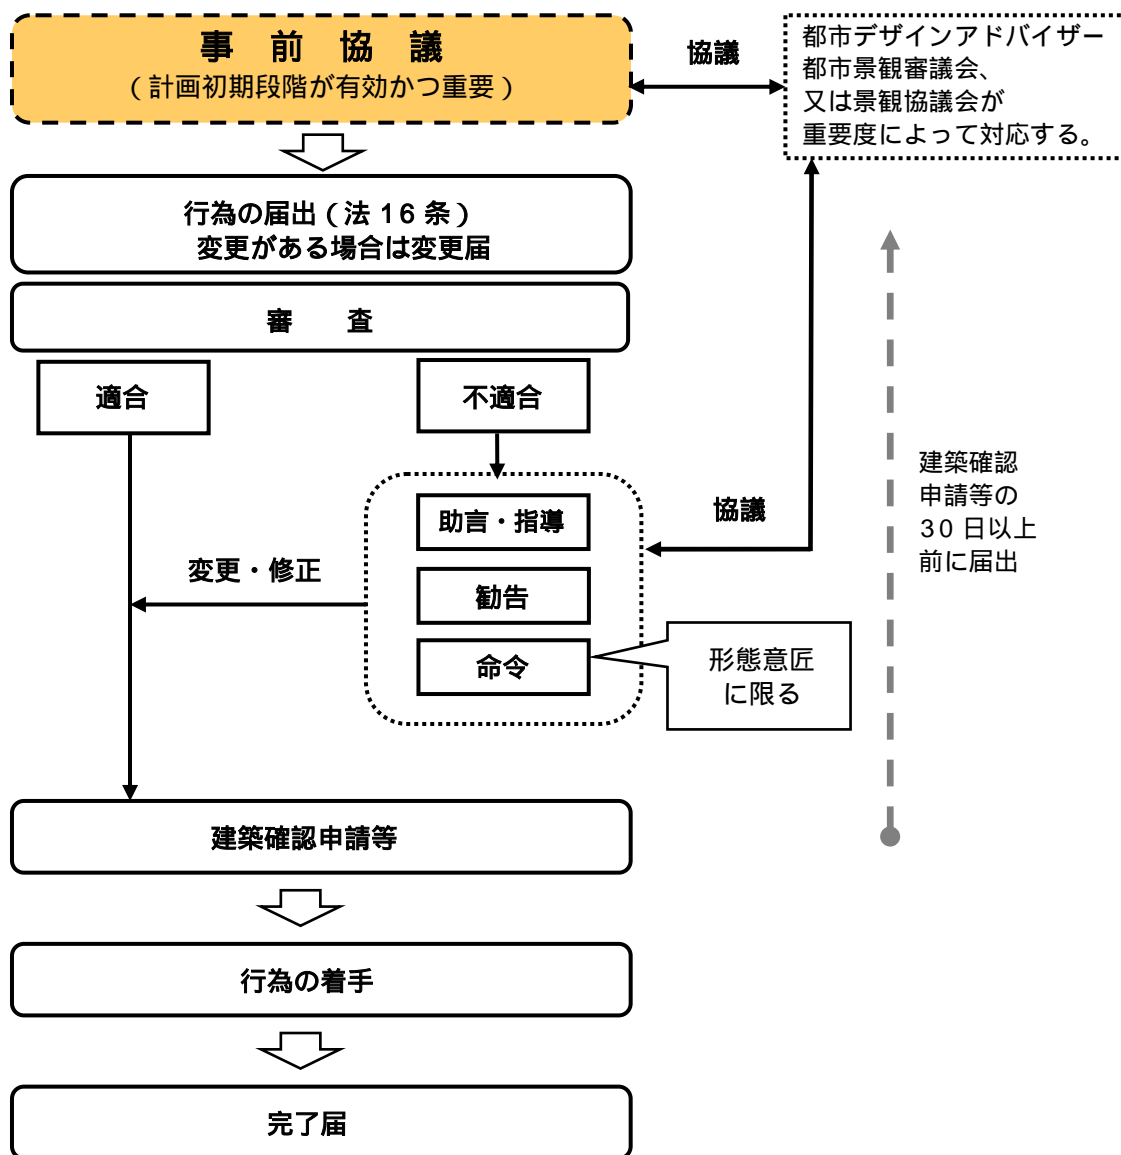 事　前　協　議
（計画初期段階が有効かつ重要）
協議
都市デザインアドバイザー
都市景観審議会、
又は景観協議会が
重要度によって対応する。
行為の届出（法 16 条）
変更がある場合は変更届
審　　査
適合
不適合
助言・指導
協議
変更・修正
勧告
命令
形態意匠
に限る
建築確認
申請等の
30 日以上
前に届出
建築確認申請等
行為の着手
完了届